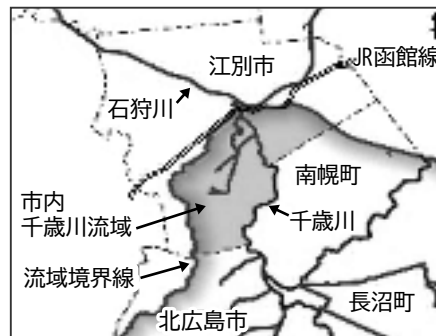 江別市
JR函館線
石狩川
南幌町
市内
千歳川流域
千歳川
流域境界線
長沼町
北広島市